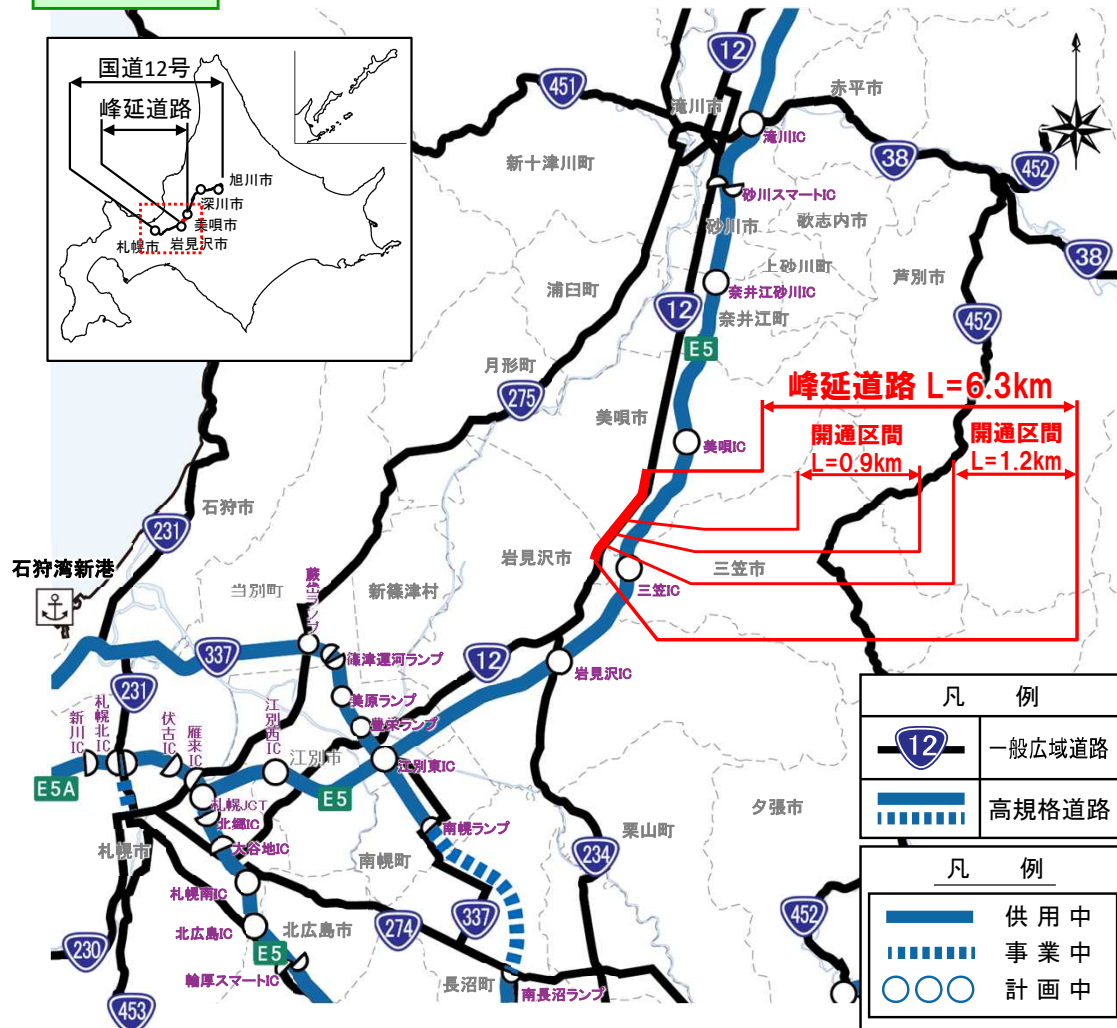 国道12号
峰延道路
旭川市
深川市
美唄市
岩見沢市
札幌市
12
451
滝川市
赤平市
滝川IC
新十津川町
38
452
砂川スマートIC
砂川市
歌志内市
上砂川町
芦別市
38
浦臼町
奈井江砂川IC
12
奈井江町
452
E5
月形町
275
美唄市
峰延道路 L=6.3km
開通区間
L=0.9km
開通区間
L=1.2km
美唄IC
石狩市
231
岩見沢市
三笠市
三笠IC
石狩湾新港
当別町
蕨岱ランプ
新篠津村
337
篠津運河ランプ
12
岩見沢IC
美原ランプ
豊栄ランプ
231
新川IC
札幌北IC
伏古IC
雁来IC
江別西IC
江別市
江別東IC
E5A
札幌JCT
E5
北郷IC
大谷地IC
南幌ランプ
札幌市
南幌町
栗山町
夕張市
234
札幌南IC
北広島IC
北広島市
274
337
230
E5
輪厚スマートIC
長沼町
南長沼ランプ
453
452
凡 例
12
一般広域道路
高規格道路
凡 例
供用中
事業中
計画中